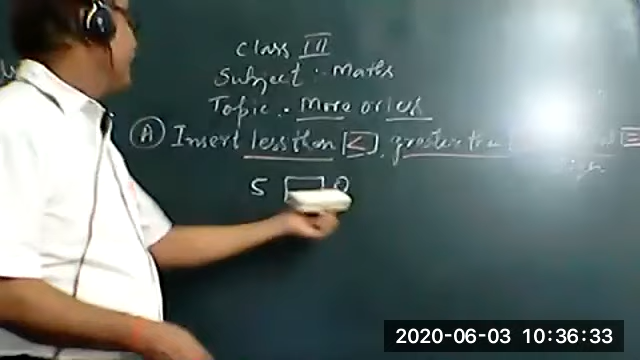 Class III
Subject :- Maths
Topic :- More or less
(A) Insert less than [<], greater than [=]
sign
5
2020-06-03 10:36:33